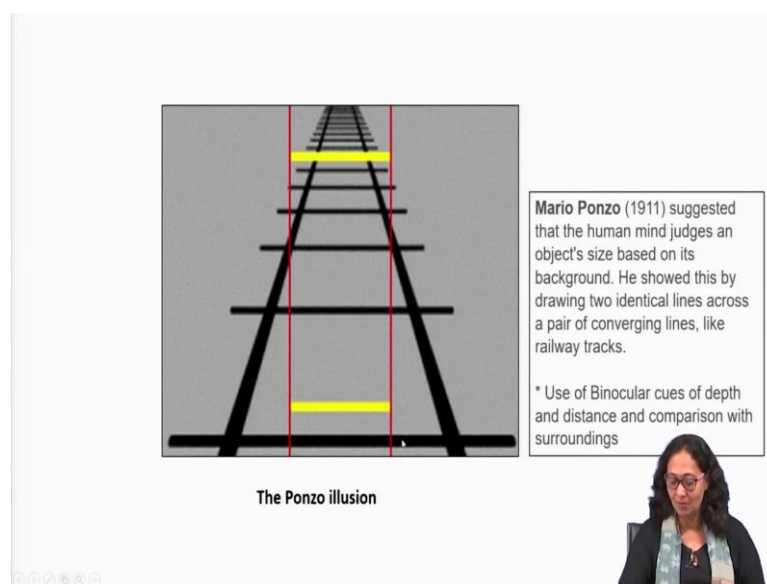 Mario Ponzo (1911) suggested
that the human mind judges an
object's size based on its
background. He showed this by
drawing two identical lines across
a pair of converging lines, like
railway tracks.
* Use of Binocular cues of depth
and distance and comparison with
surroundings
The Ponzo illusion